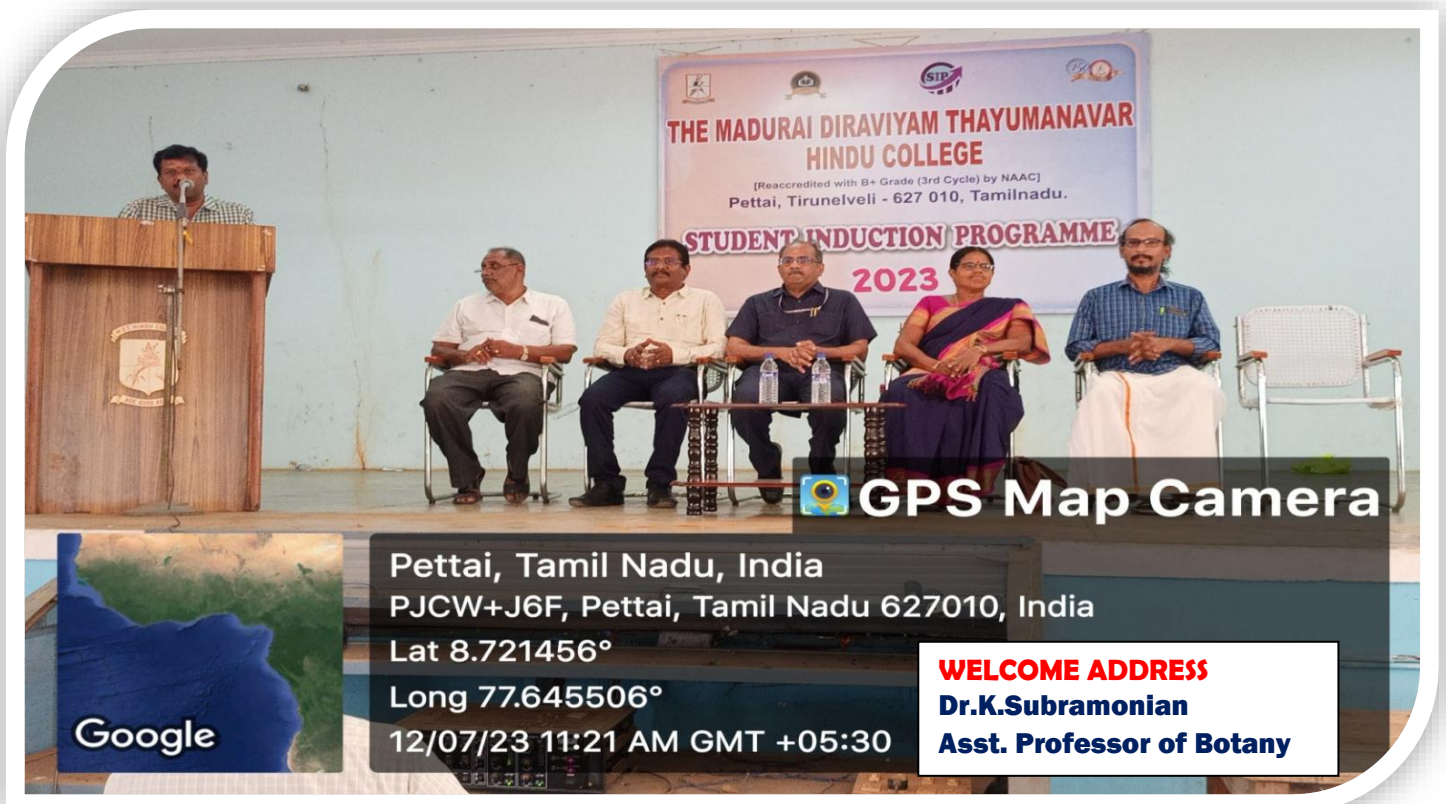 SIP
THE MADURAI DIRAVIYAM THAYUMANAVAR
HINDU COLLEGE
[Reaccredited with B+ Grade (3rd Cycle) by NAAC]
Pettai, Tirunelveli - 627 010, Tamilnadu.
STUDENT INDUCTION PROGRAMME
2023
GPS Map Camera
Pettai, Tamil Nadu, India
PJCW+J6F, Pettai, Tamil Nadu 627010, India
Lat 8.721456°
Long 77.645506°
12/07/23 11:21 AM GMT +05:30
Google
WELCOME ADDRESS
Dr.K.Subramonian
Asst. Professor of Botany